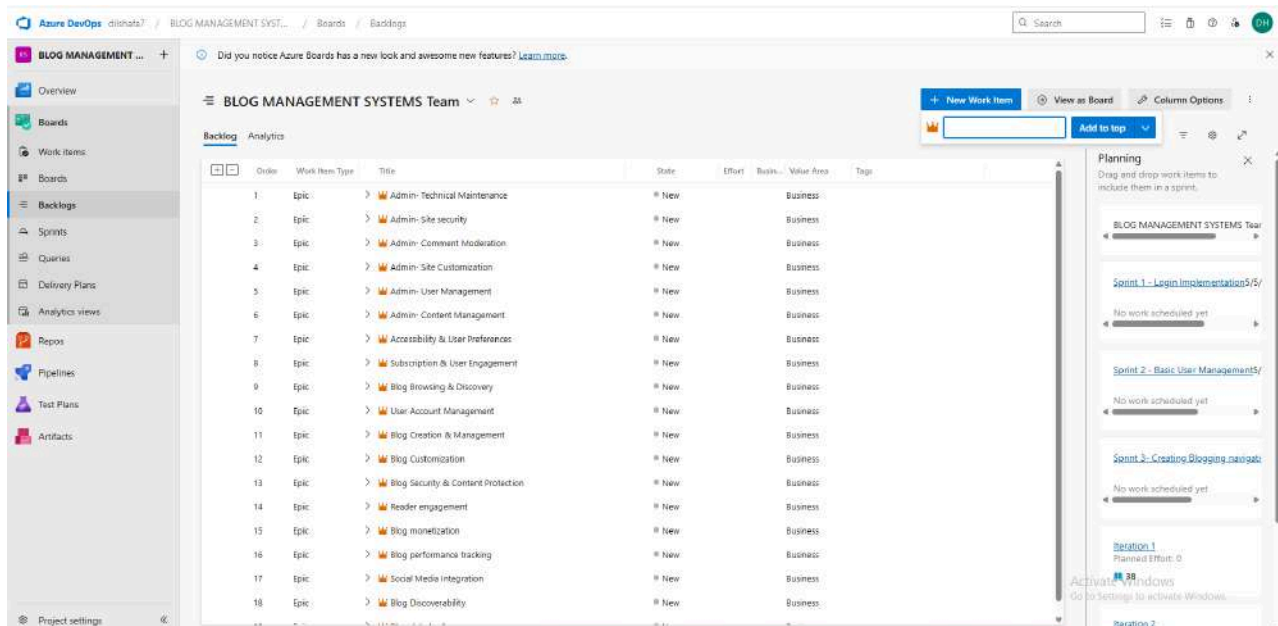 Azure DevOps dilshafa7 / BLOG MANAGEMENT SYST... / Boards / Backlogs
Search
DH
BLOG MANAGEMENT ... +
Did you notice Azure Boards has a new look and awesome new features? Learn more.
Overview
Boards
Work items
Boards
Backlogs
Sprints
Queries
Delivery Plans
Analytics views
Repos
Pipelines
Test Plans
Artifacts
Project settings
BLOG MANAGEMENT SYSTEMS Team
+ New Work Item
View as Board
Column Options
Add to top
Backlog Analytics
Order Work Item Type Title State Effort Busin... Value Area Tags
1 Epic Admin- Technical Maintenance New Business
2 Epic Admin- Site security New Business
3 Epic Admin- Comment Moderation New Business
4 Epic Admin- Site Customization New Business
5 Epic Admin- User Management New Business
6 Epic Admin- Content Management New Business
7 Epic Accessibility & User Preferences New Business
8 Epic Subscription & User Engagement New Business
9 Epic Blog Browsing & Discovery New Business
10 Epic User Account Management New Business
11 Epic Blog Creation & Management New Business
12 Epic Blog Customization New Business
13 Epic Blog Security & Content Protection New Business
14 Epic Reader engagement New Business
15 Epic Blog monetization New Business
16 Epic Blog performance tracking New Business
17 Epic Social Media Integration New Business
18 Epic Blog Discoverability New Business
Planning
Drag and drop work items to
include them in a sprint.
BLOG MANAGEMENT SYSTEMS Tear
Sprint 1 - Login Implementation5/5/
No work scheduled yet
Sprint 2 - Basic User Management5/
No work scheduled yet
Sprint 3- Creating Blogging navigati
No work scheduled yet
Iteration 1
Planned Effort: 0
38
Activate Windows
Go to Settings to activate Windows.
Iteration 2